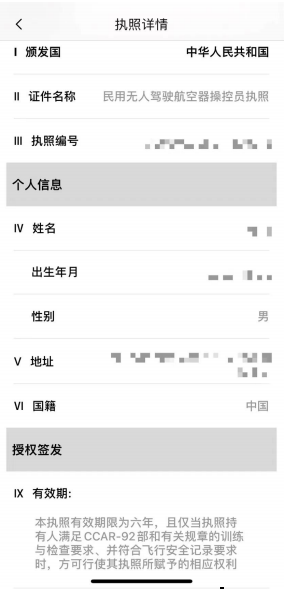 执照详情
I 颁发国 中华人民共和国
II 证件名称 民用无人驾驶航空器操控员执照
III 执照编号
个人信息
IV 姓名
出生年月
性别 男
V 地址
VI 国籍 中国
授权签发
IX 有效期:
本执照有效期限为六年，且仅当执照持
有人满足CCAR-92部和有关规章的训练
与检查要求、并符合飞行安全记录要求
时，方可行使其执照所赋予的相应权利